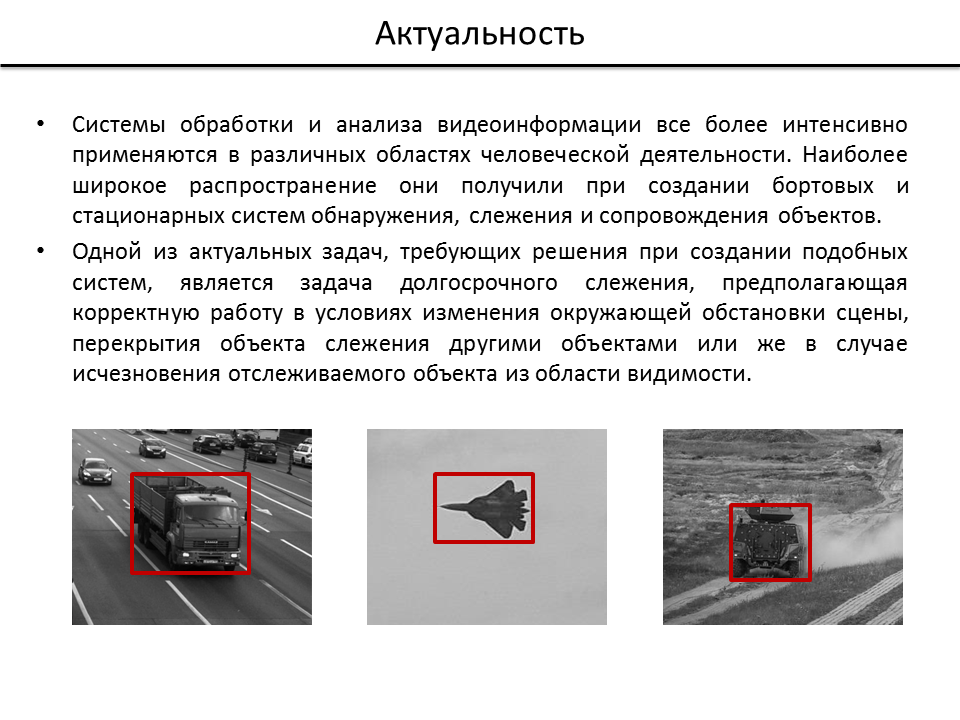 Актуальность
• Системы обработки и анализа видеоинформации все более интенсивно
применяются в различных областях человеческой деятельности. Наиболее
широкое распространение они получили при создании бортовых и
стационарных систем обнаружения, слежения и сопровождения объектов.
• Одной из актуальных задач, требующих решения при создании подобных
систем, является задача долгосрочного слежения, предполагающая
корректную работу в условиях изменения окружающей обстановки сцены,
перекрытия объекта слежения другими объектами или же в случае
исчезновения отслеживаемого объекта из области видимости.